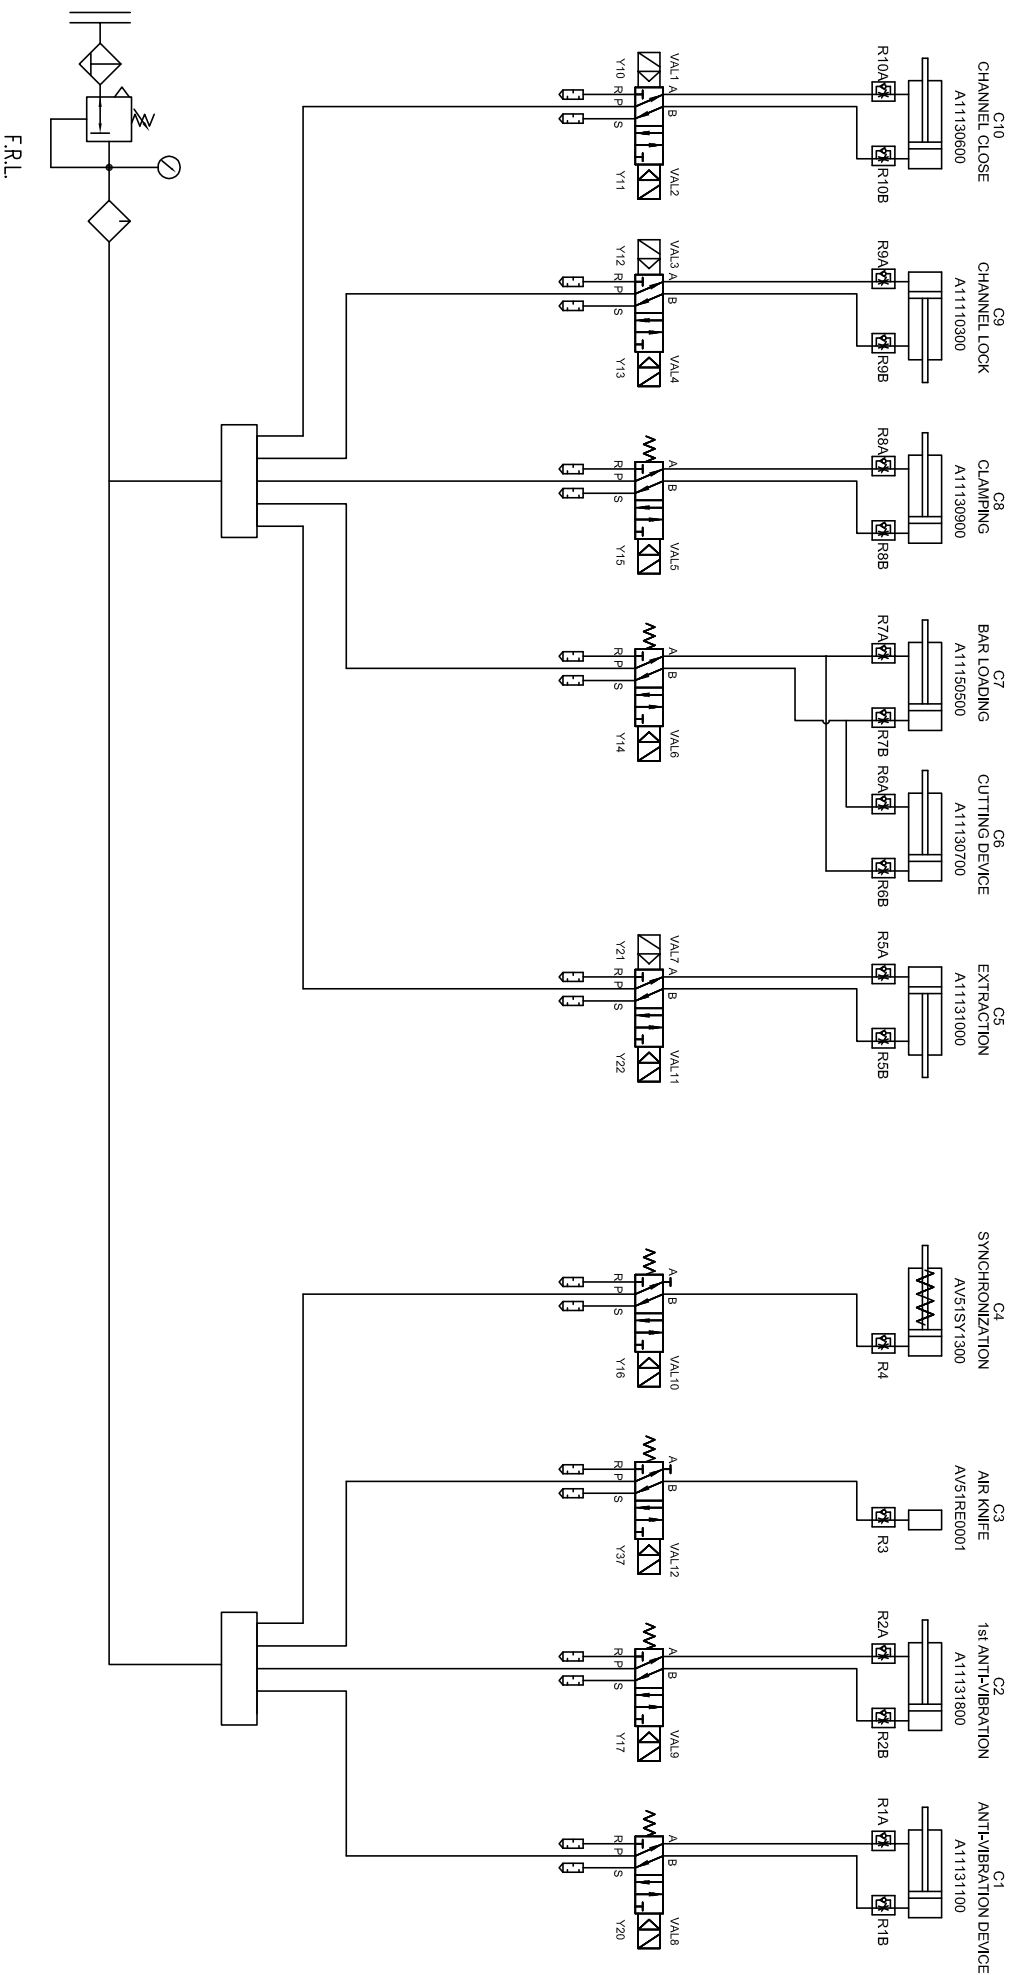 C10
CHANNEL CLOSE
A11130600
R10A
R10B
VAL1
Y10
A
B
R
P
S
VAL2
Y11
C9
CHANNEL LOCK
A11110300
R9A
R9B
VAL3
Y12
A
B
R
P
S
VAL4
Y13
C8
CLAMPING
A11130900
R8A
R8B
A
B
R
P
S
VAL5
Y15
C7
BAR LOADING
A11150500
R7A
R7B
A
B
R
P
S
VAL6
Y14
C6
CUTTING DEVICE
A11130700
R6A
R6B
C5
EXTRACTION
A11131000
R5A
R5B
VAL7
Y21
A
B
R
P
S
VAL11
Y22
C4
SYNCHRONIZATION
AV51SY1300
R4
A
B
R
P
S
VAL10
Y16
C3
AIR KNIFE
AV51RE0001
R3
A
B
R
P
S
VAL12
Y37
C2
1st ANTI-VIBRATION
A11131800
R2A
R2B
A
B
R
P
S
VAL9
Y17
C1
ANTI-VIBRATION DEVICE
A11131100
R1A
R1B
A
B
R
P
S
VAL8
Y20
F.R.L.